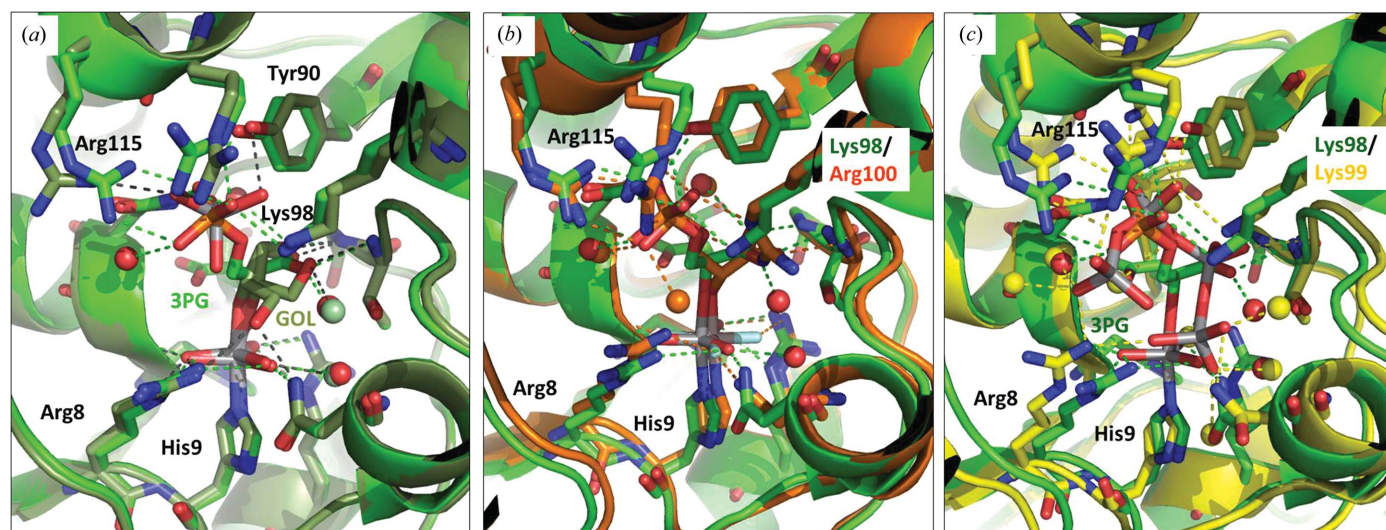 (a)
Tyr90
Arg115
Lys98
3PG
GOL
Arg8
His9
(b)
Arg115
Lys98/
Arg100
Arg8
His9
(c)
Arg115
Lys98/
Lys99
3PG
Arg8
His9